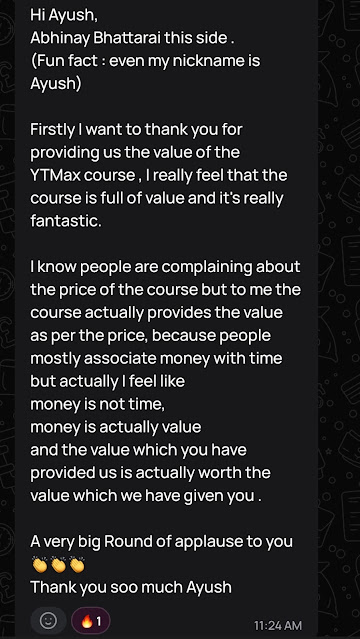 Hi Ayush,
Abhinay Bhattarai this side .
(Fun fact : even my nickname is
Ayush)
Firstly I want to thank you for
providing us the value of the
YTMax course , I really feel that the
course is full of value and it's really
fantastic.
I know people are complaining about
the price of the course but to me the
course actually provides the value
as per the price, because people
mostly associate money with time
but actually I feel like
money is not time,
money is actually value
and the value which you have
provided us is actually worth the
value which we have given you .
A very big Round of applause to you
👏👏👏
Thank you soo much Ayush
🔥 1
11:24 AM